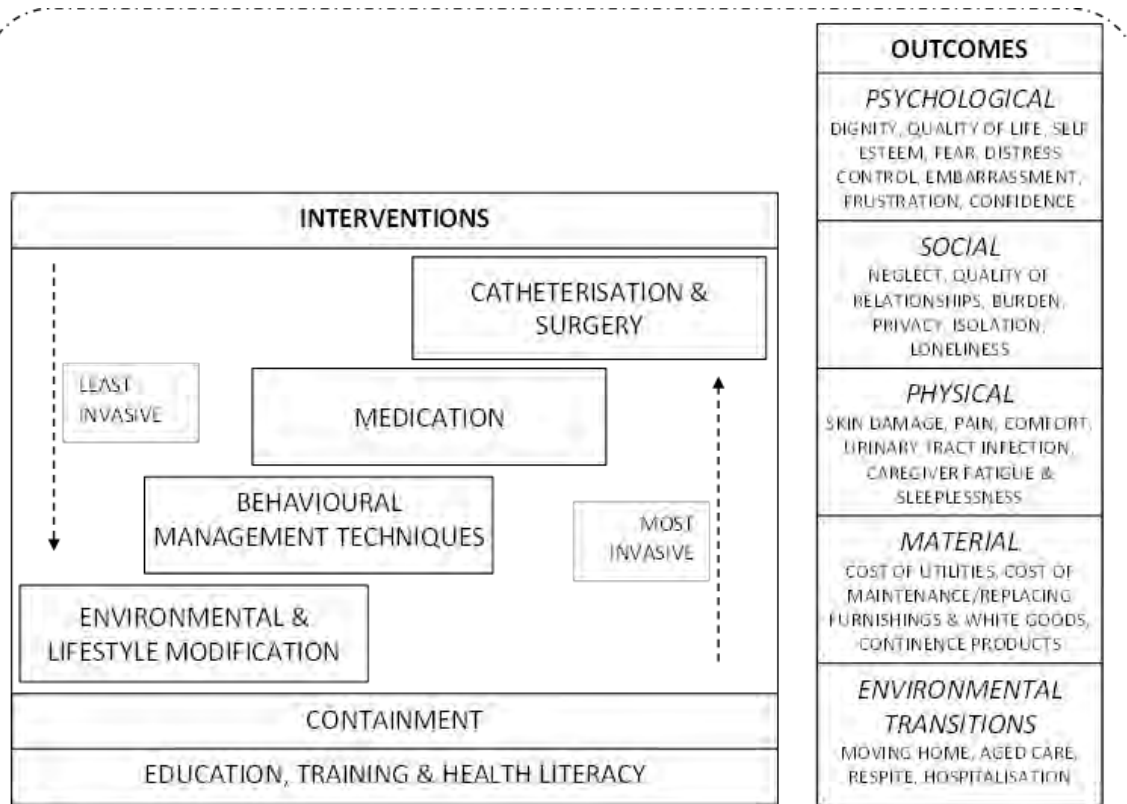 INTERVENTIONS
CATHETERISATION &
SURGERY
LEAST
INVASIVE
MEDICATION
BEHAVIOURAL
MANAGEMENT TECHNIQUES
MOST
INVASIVE
ENVIRONMENTAL &
LIFESTYLE MODIFICATION
CONTAINMENT
EDUCATION, TRAINING & HEALTH LITERACY
OUTCOMES
PSYCHOLOGICAL
DIGNITY, QUALITY OF LIFE, SELF
ESTEEM, FEAR, DISTRESS
CONTROL, EMBARRASSMENT,
FRUSTRATION, CONFIDENCE
SOCIAL
NEGLECT, QUALITY OF
RELATIONSHIPS, BURDEN,
PRIVACY, ISOLATION,
LONELINESS
PHYSICAL
SKIN DAMAGE, PAIN, COMFORT,
URINARY TRACT INFECTION,
CAREGIVER FATIGUE &
SLEEPLESSNESS
MATERIAL
COST OF UTILITIES, COST OF
MAINTENANCE/REPLACING
FURNISHINGS & WHITE GOODS,
CONTINENCE PRODUCTS
ENVIRONMENTAL
TRANSITIONS
MOVING HOME, AGED CARE,
RESPITE, HOSPITALISATION